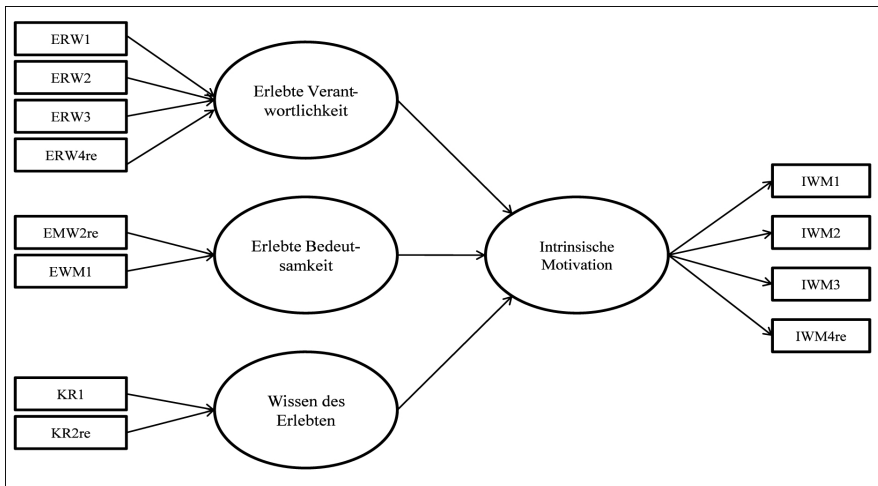 ERW1
ERW2
ERW3
ERW4re
Erlebte Verant-
wortlichkeit
EMW2re
EWM1
Erlebte Bedeut-
samkeit
KR1
KR2re
Wissen des
Erlebten
Intrinsische
Motivation
IWM1
IWM2
IWM3
IWM4re